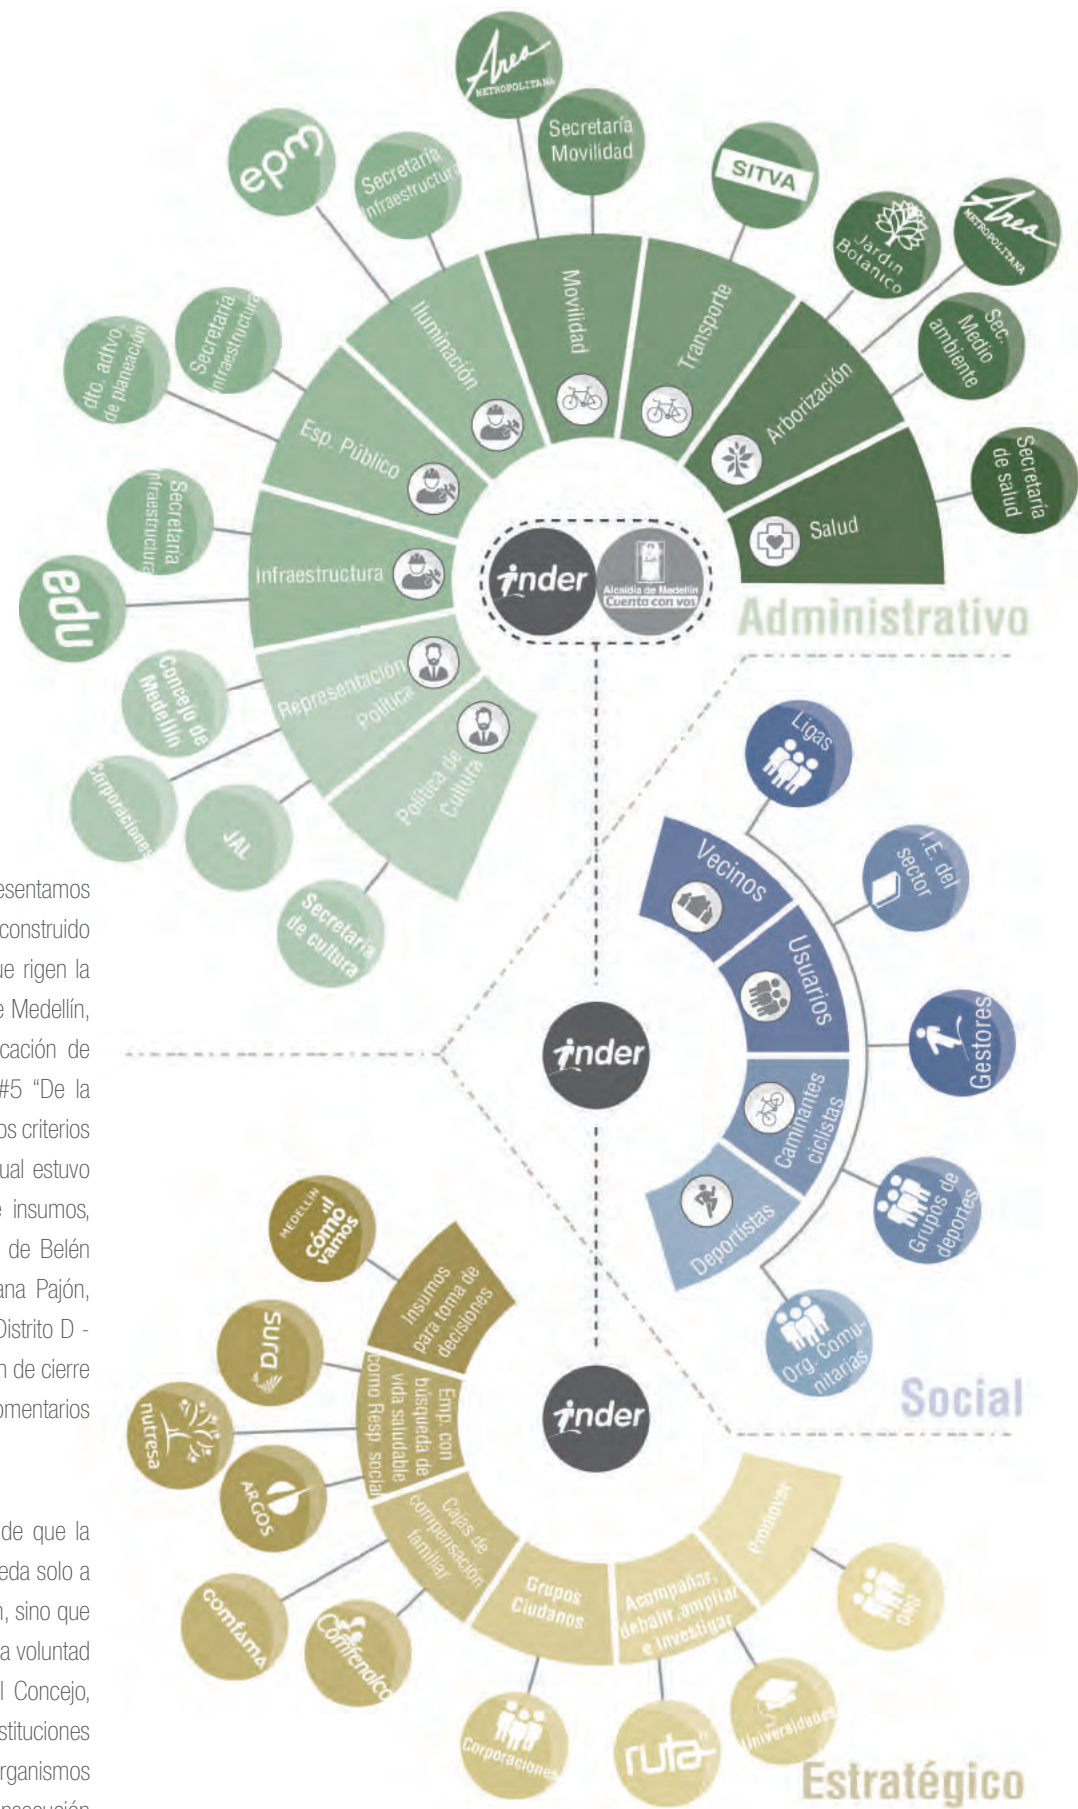 Área
METROPOLITANA
Secretaría
Movilidad
epm
Secretaría
Infraestructura
SITVA
Jardín
Botánico
Área
METROPOLITANA
Sec.
Medio
ambiente
Secretaría
de salud
dto. adtvo.
de planeación
Secretaría
Infraestructura
Secretaría
Infraestructura
edu
Concejo de
Medellín
Corporaciones
JAL
Secretaría
de cultura
Iluminación
Movilidad
Transporte
Arborización
Salud
Esp. Público
Infraestructura
Representación
Política
Política de
Cultura
inder
Alcaldía de Medellín
Cuenta con vos
Administrativo
Ligas
I.E. del
sector
Gestores
Grupos de
deportes
Org. Comu-
nitarias
Vecinos
Usuarios
Caminantes
ciclistas
Deportistas
inder
Social
MEDELLÍN
cómo
vamos
sura
nutresa
ARGOS
comfama
Comfenalco
Corporaciones
ruta
Universidades
ONG
Insumos
para toma de
decisiones
Emp. con
búsqueda de
vida saludable
como Resp. social
Cajas de
compensación
familiar
Grupos
Ciudanos
Acompañar,
debatir, ampliar
e investigar
Promover
inder
Estratégico
esentamos
construido
ue rigen la
e Medellín,
cación de
#5 “De la
os criterios
ual estuvo
e insumos,
de Belén
ana Pajón,
Distrito D -
n de cierre
omentarios
de que la
eda solo a
n, sino que
a voluntad
l Concejo,
stituciones
rganismos